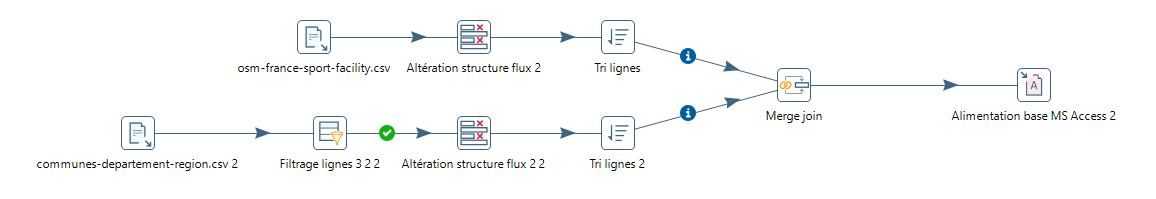 osm-france-sport-facility.csv
Altération structure flux 2
Tri lignes
Merge join
A
Alimentation base MS Access 2
communes-departement-region.csv 2
Filtrage lignes 3 2 2
Altération structure flux 2 2
Tri lignes 2